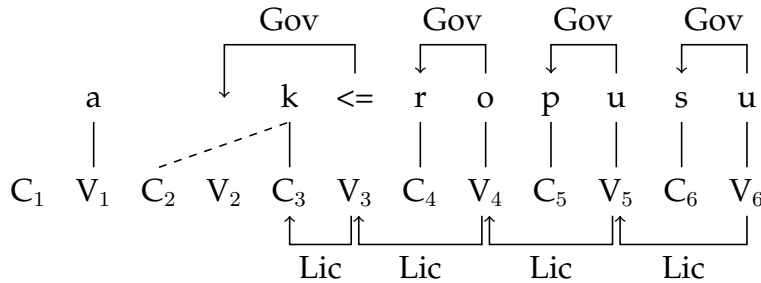 Gov Gov Gov Gov
a k <= r o p u s u
C₁ V₁ C₂ V₂ C₃ V₃ C₄ V₄ C₅ V₅ C₆ V₆
Lic Lic Lic Lic